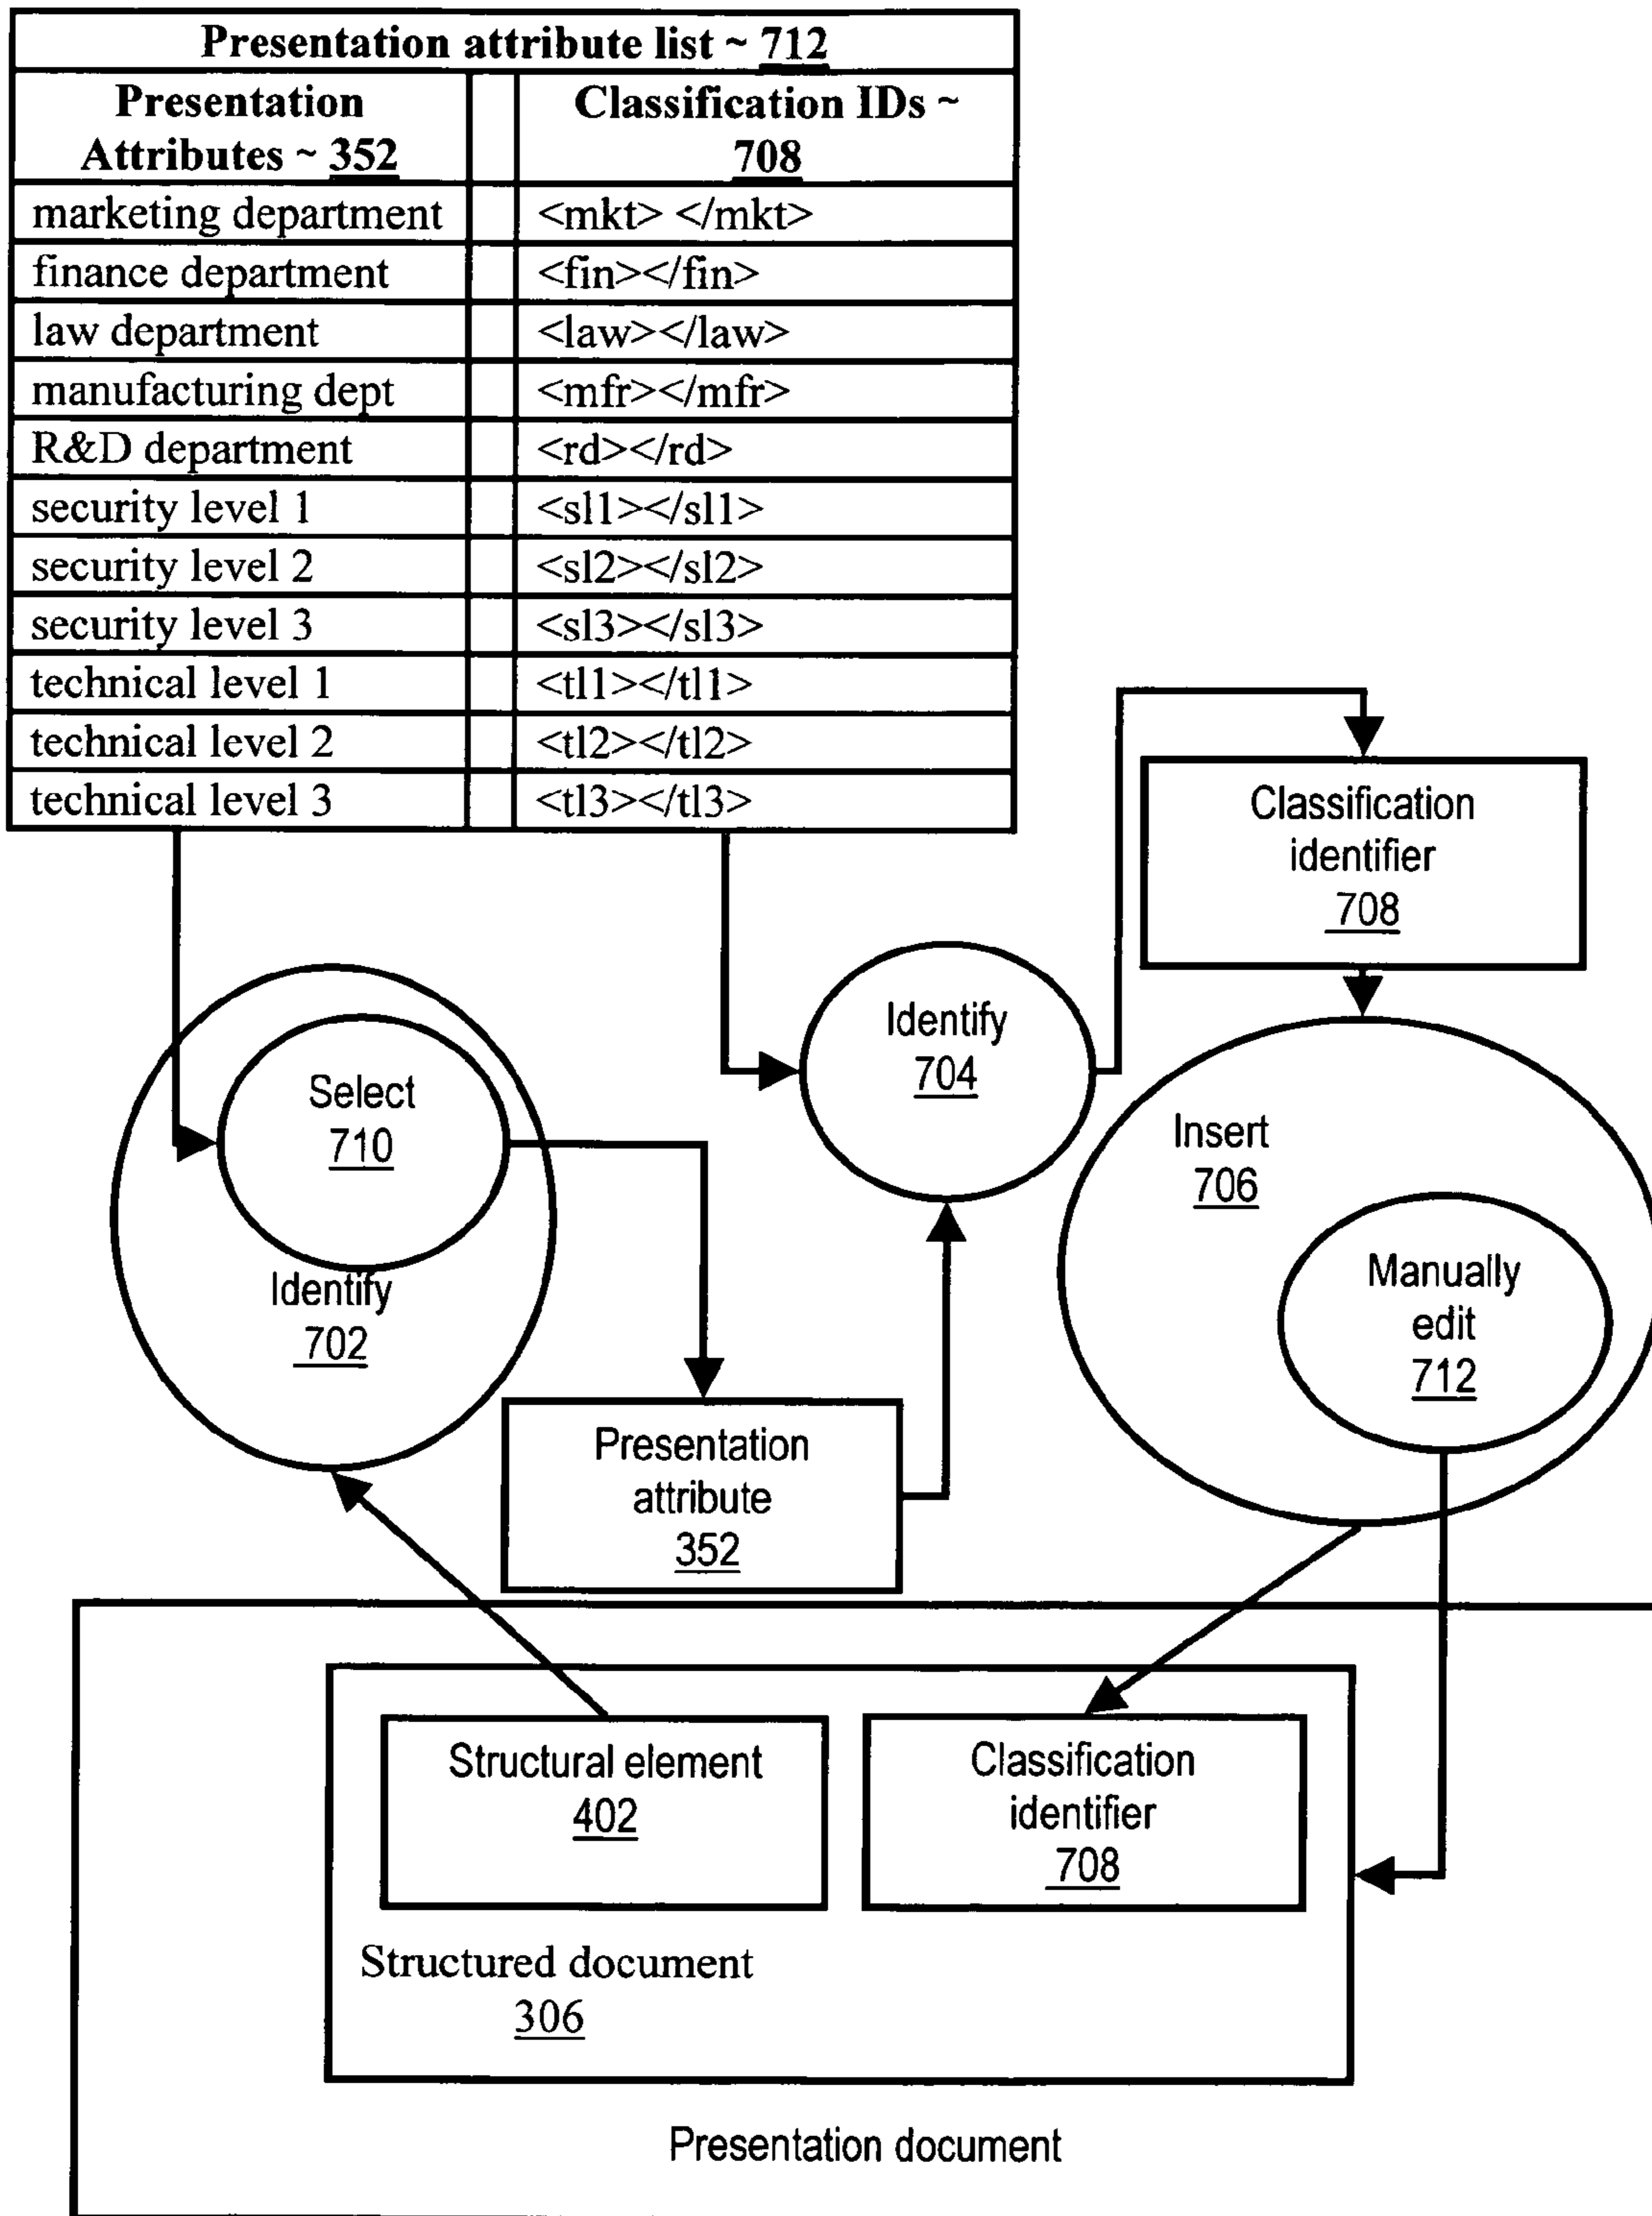 Presentation attribute list ~ 712
Presentation
Attributes ~ 352
Classification IDs ~
708
marketing department <mkt> </mkt>
finance department <fin></fin>
law department <law></law>
manufacturing dept <mfr></mfr>
R&D department <rd></rd>
security level 1 <sl1></sl1>
security level 2 <sl2></sl2>
security level 3 <sl3></sl3>
technical level 1 <tl1></tl1>
technical level 2 <tl2></tl2>
technical level 3 <tl3></tl3>
Classification
identifier
708
Identify
704
Select
710
Identify
702
Insert
706
Manually
edit
712
Presentation
attribute
352
Structural element
402
Classification
identifier
708
Structured document
306
Presentation document